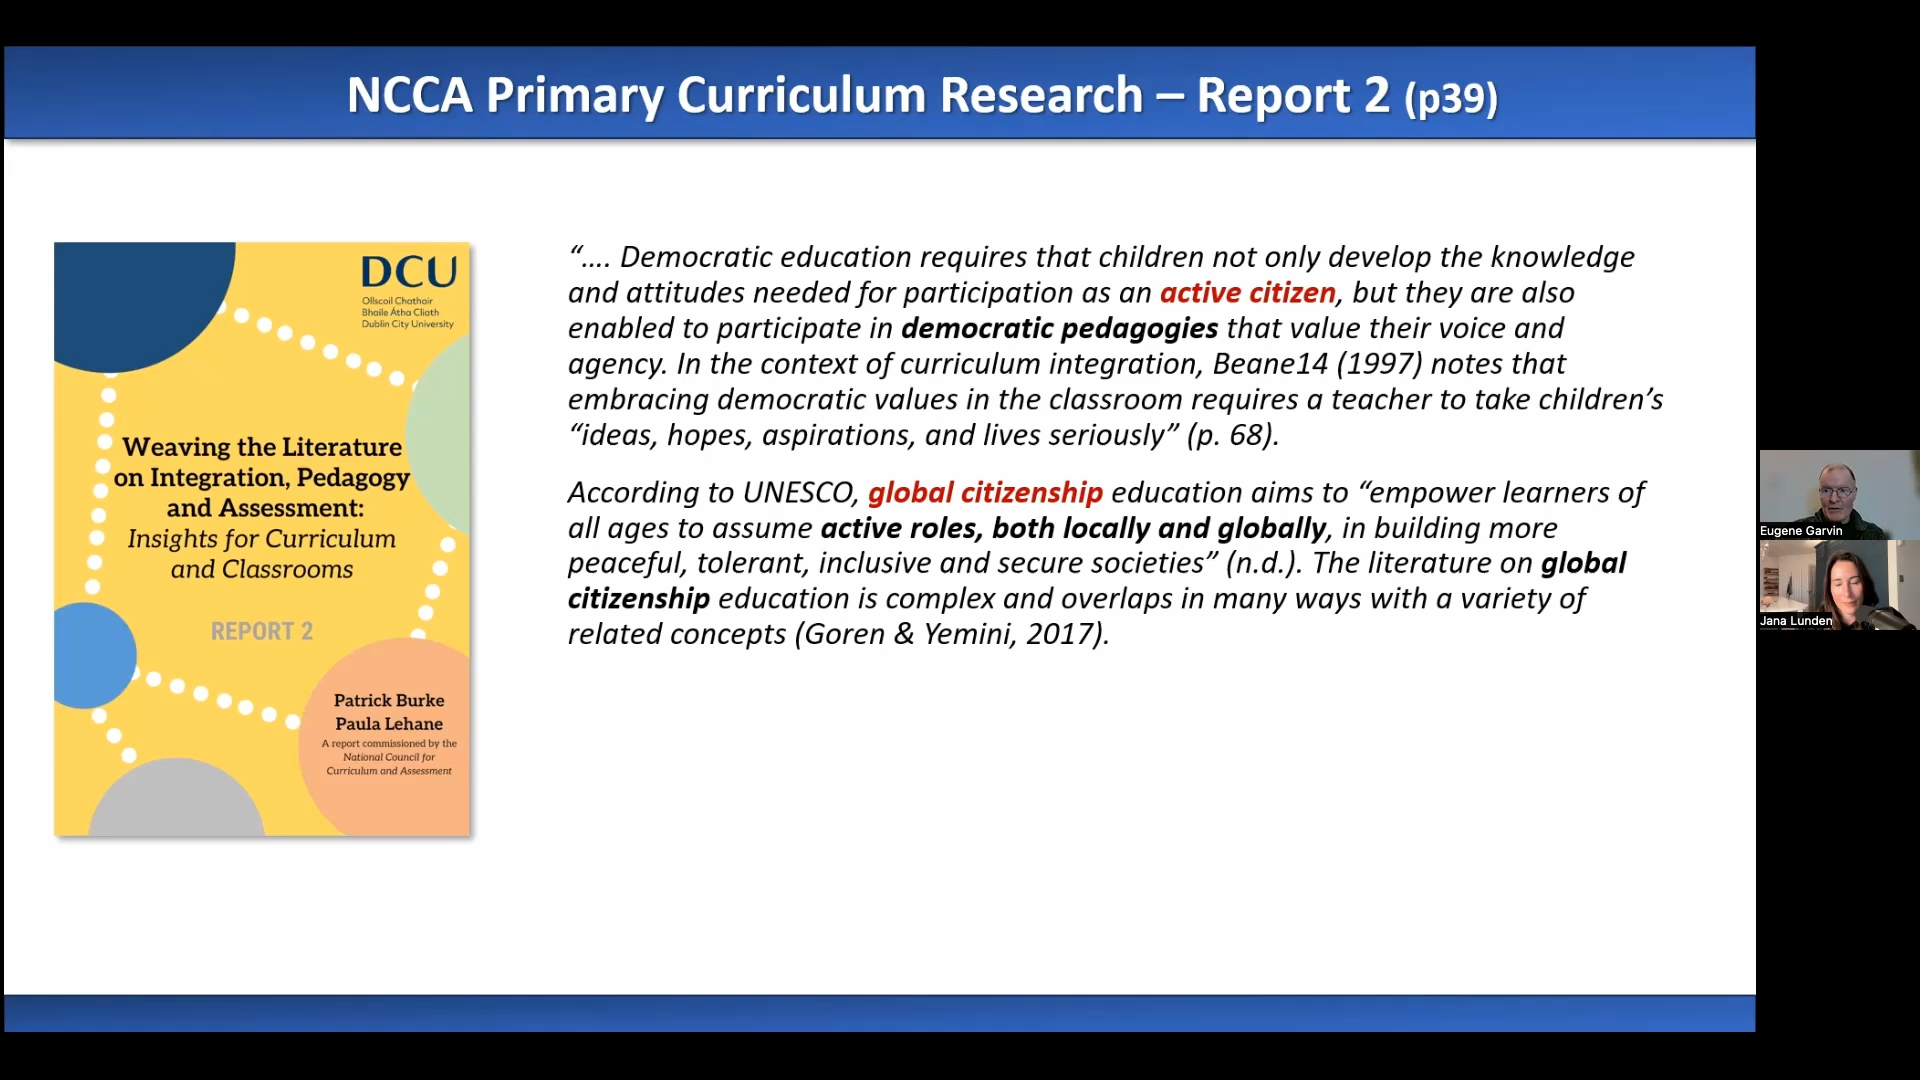 NCCA Primary Curriculum Research – Report 2 (p39)
DCU
Ollscoil Chathair
Bhaile Átha Cliath
Dublin City University
Weaving the Literature
on Integration, Pedagogy
and Assessment:
Insights for Curriculum
and Classrooms
REPORT 2
Patrick Burke
Paula Lehane
A report commissioned by the
National Council for
Curriculum and Assessment
“.... Democratic education requires that children not only develop the knowledge
and attitudes needed for participation as an active citizen, but they are also
enabled to participate in democratic pedagogies that value their voice and
agency. In the context of curriculum integration, Beane14 (1997) notes that
embracing democratic values in the classroom requires a teacher to take children’s
“ideas, hopes, aspirations, and lives seriously” (p. 68).
According to UNESCO, global citizenship education aims to “empower learners of
all ages to assume active roles, both locally and globally, in building more
peaceful, tolerant, inclusive and secure societies” (n.d.). The literature on global
citizenship education is complex and overlaps in many ways with a variety of
related concepts (Goren & Yemini, 2017).
Eugene Garvin
Jana Lunden